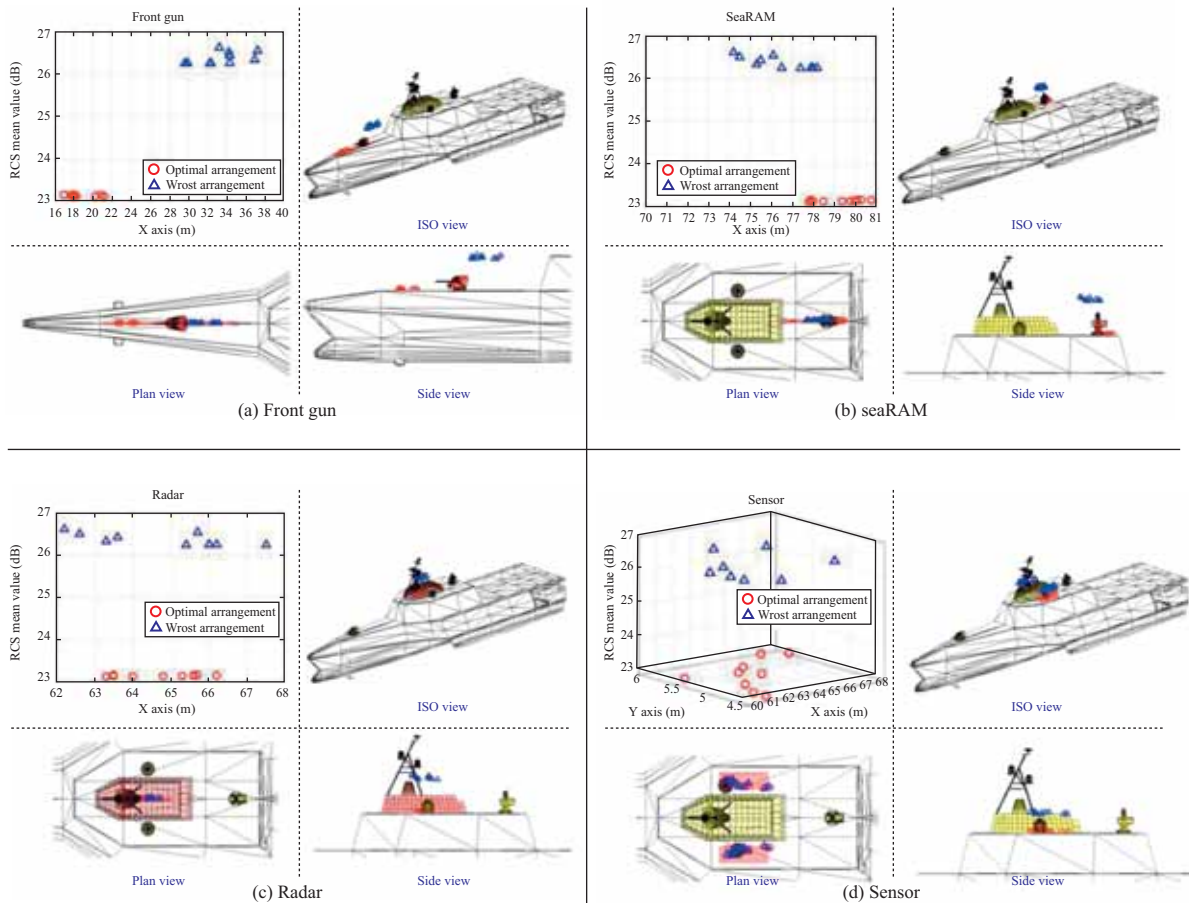 Front gun
27
26
25
24
23
16 18 20 22 24 26 28 30 32 34 36 38 40
RCS mean value (dB)
X axis (m)
Optimal arrangement
Wrost arrangement
ISO view
Plan view
Side view
(a) Front gun
SeaRAM
27
26
25
24
23
70 71 72 73 74 75 76 77 78 79 80 81
RCS mean value (dB)
X axis (m)
Optimal arrangement
Wrost arrangement
ISO view
Plan view
Side view
(b) seaRAM
Radar
27
26
25
24
23
62 63 64 65 66 67 68
RCS mean value (dB)
X axis (m)
Optimal arrangement
Wrost arrangement
ISO view
Plan view
Side view
(c) Radar
Sensor
27
26
25
24
23
6 5.5 5 4.5
60 61 62 63 64 65 66 67 68
RCS mean value (dB)
Y axis (m)
X axis (m)
Optimal arrangement
Wrost arrangement
ISO view
Plan view
Side view
(d) Sensor